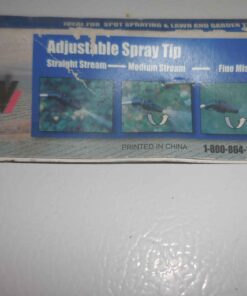 IDEAL FOR SPOT SPRAYING & LAWN AND GARDEN
Adjustable Spray Tip
Straight Stream — Medium Stream — Fine Mis
PRINTED IN CHINA
1-800-864-